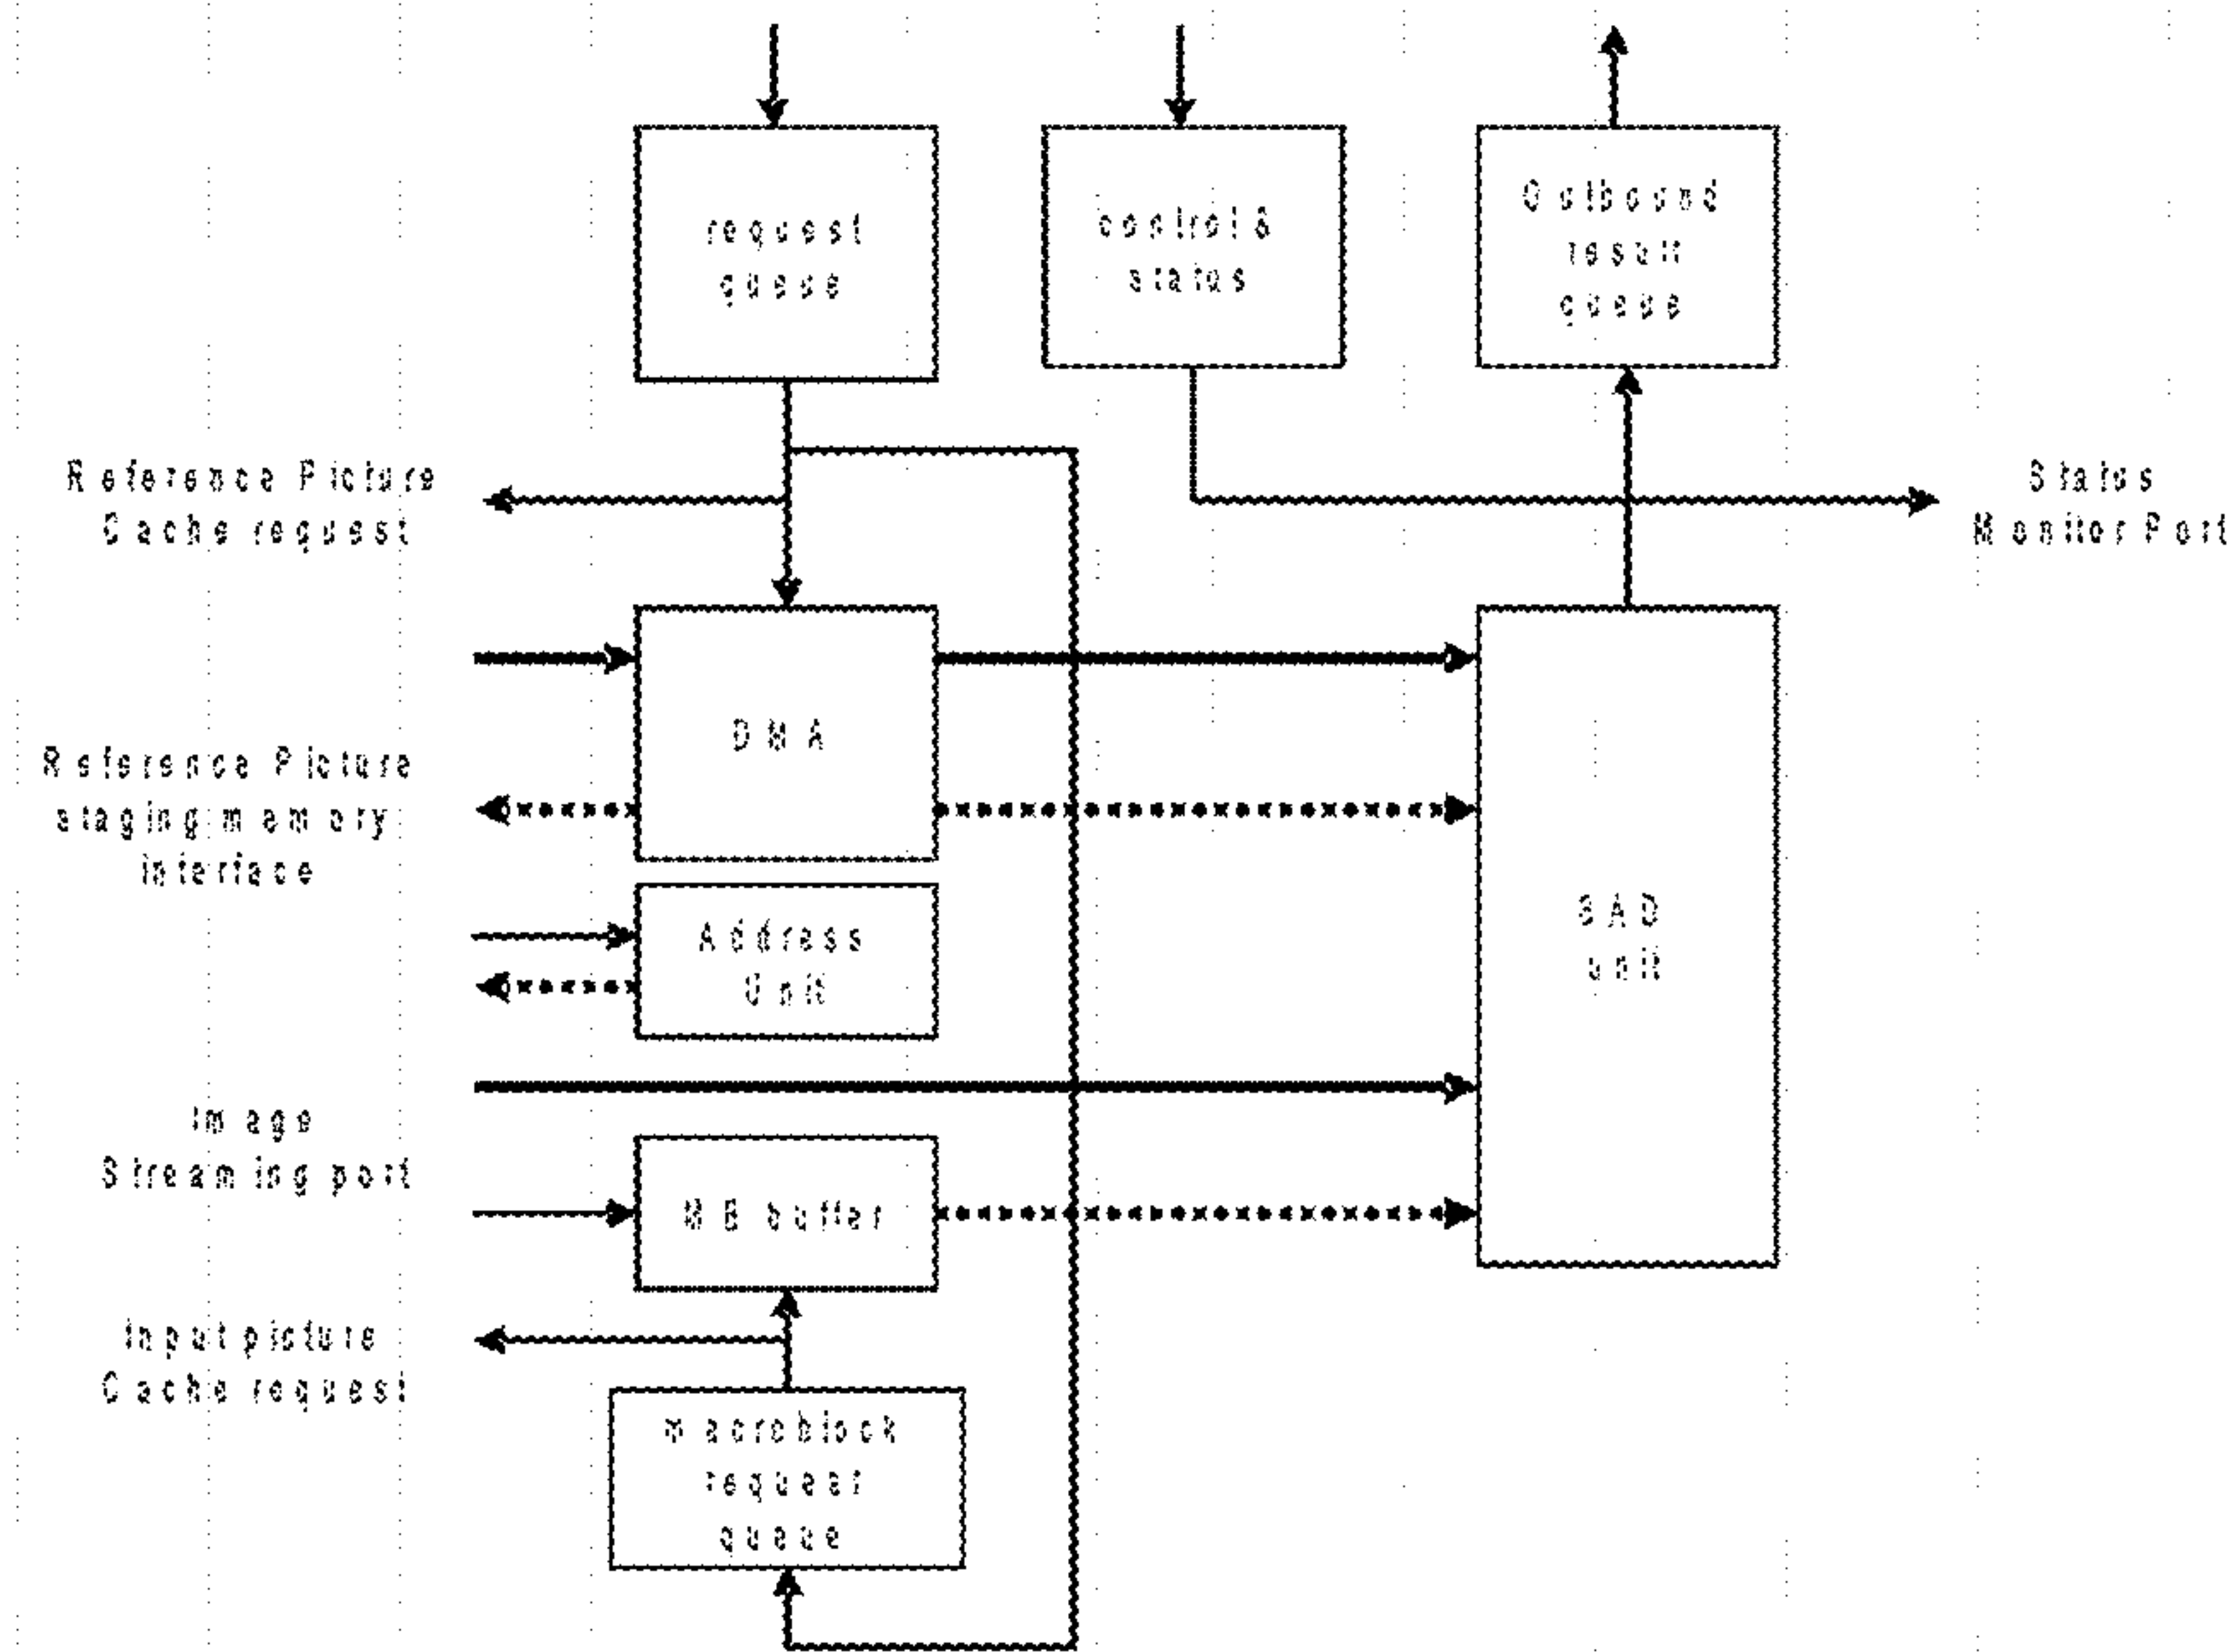 request
queue
control &
status
Outbound
result
queue
Reference Picture
Cache request
Status
Monitor Port
DMA
Reference Picture
staging memory
interface
Address
Unit
SAD
unit
Image
Streaming port
MB buffer
Input picture
Cache request
macroblock
request
queue